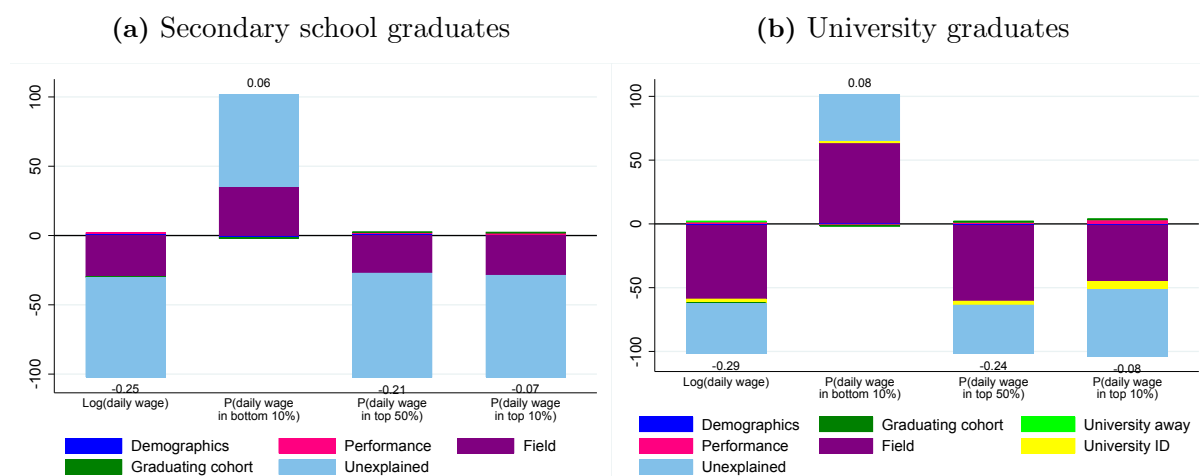 (a) Secondary school graduates
0.06
100
50
0
-50
-100
-0.25
-0.21
-0.07
Log(daily wage)
P(daily wage
in bottom 10%)
P(daily wage
in top 50%)
P(daily wage
in top 10%)
Demographics
Performance
Field
Graduating cohort
Unexplained
(b) University graduates
0.08
100
50
0
-50
-100
-0.29
-0.24
-0.08
Log(daily wage)
P(daily wage
in bottom 10%)
P(daily wage
in top 50%)
P(daily wage
in top 10%)
Demographics
Graduating cohort
University away
Performance
Field
University ID
Unexplained